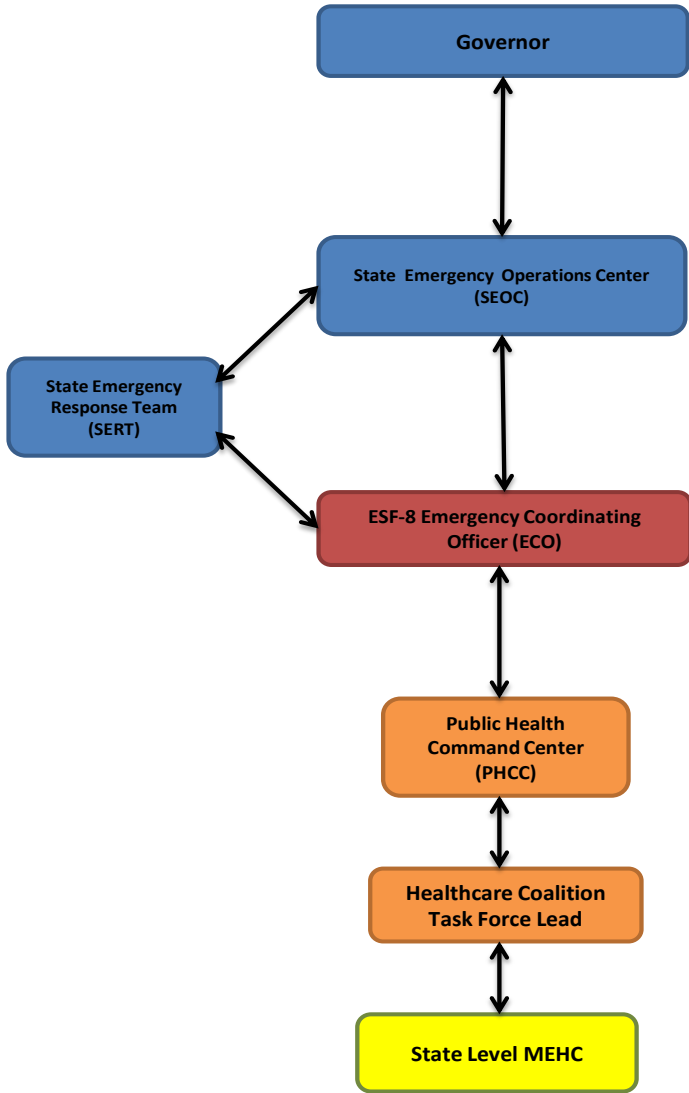 Governor
State Emergency Operations Center
(SEOC)
State Emergency
Response Team
(SERT)
ESF-8 Emergency Coordinating
Officer (ECO)
Public Health
Command Center
(PHCC)
Healthcare Coalition
Task Force Lead
State Level MEHC